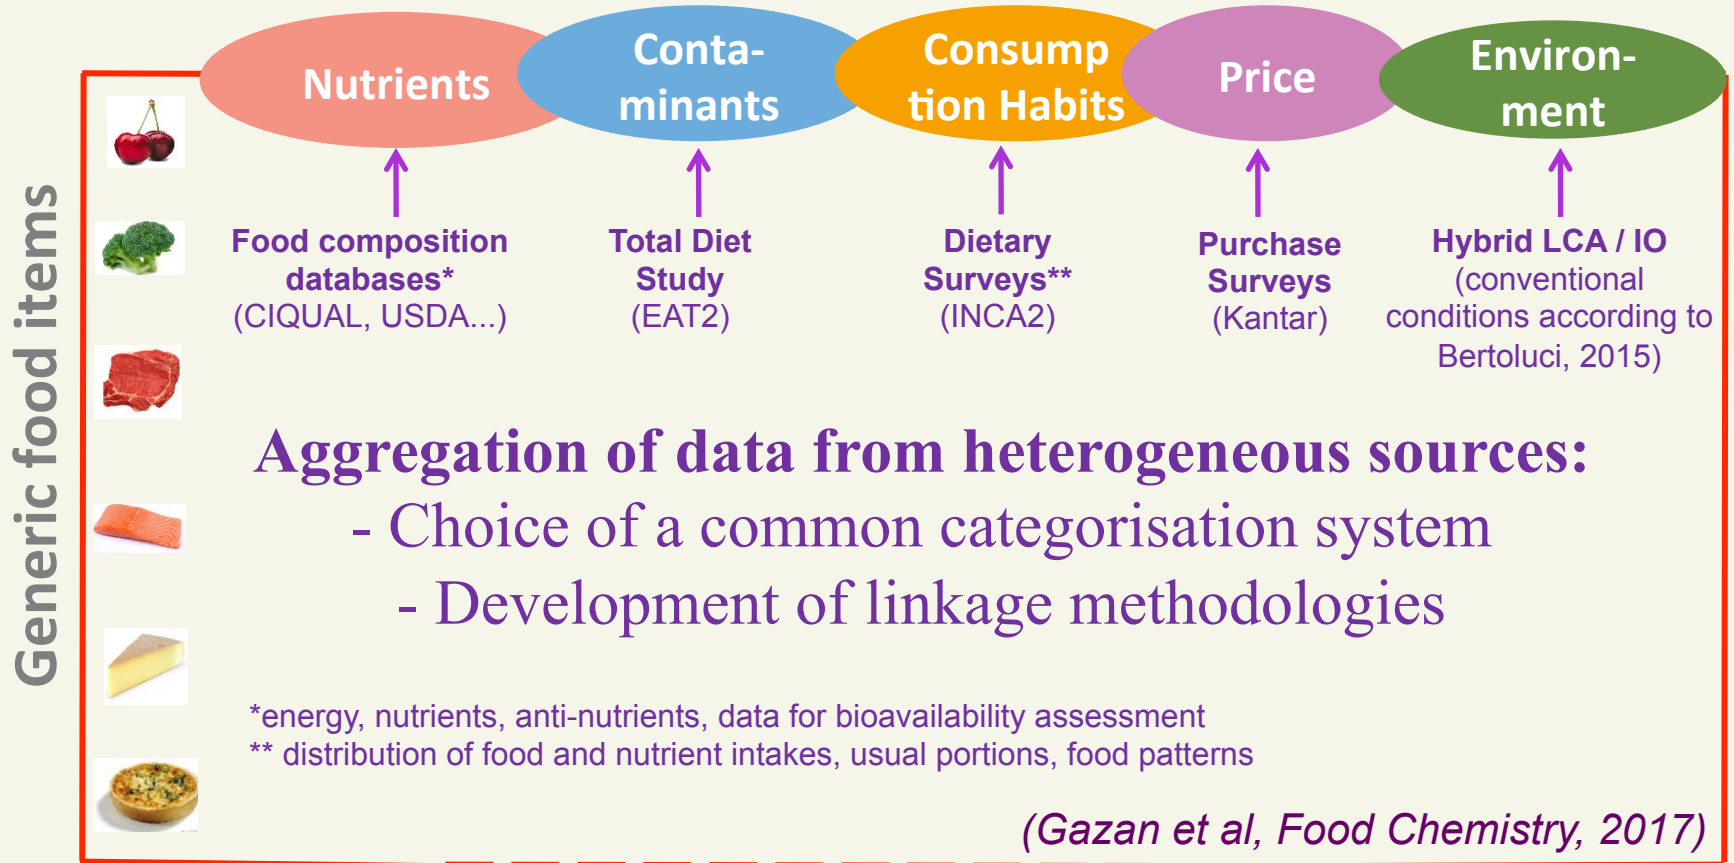 Generic food items
Nutrients
Conta-
minants
Consump
tion Habits
Price
Environ-
ment
Food composition
databases*
(CIQUAL, USDA...)
Total Diet
Study
(EAT2)
Dietary
Surveys**
(INCA2)
Purchase
Surveys
(Kantar)
Hybrid LCA / IO
(conventional
conditions according to
Bertoluci, 2015)
Aggregation of data from heterogeneous sources:
- Choice of a common categorisation system
- Development of linkage methodologies
*energy, nutrients, anti-nutrients, data for bioavailability assessment
** distribution of food and nutrient intakes, usual portions, food patterns
(Gazan et al, Food Chemistry, 2017)